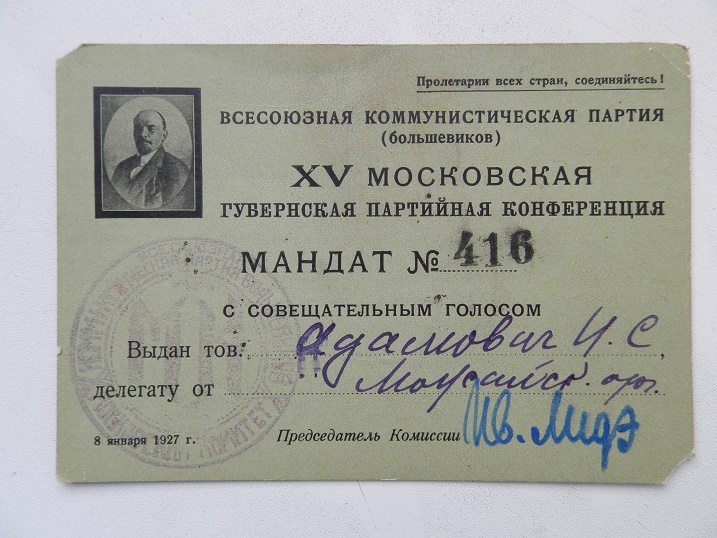 Пролетарии всех стран, соединяйтесь!
ВСЕСОЮЗНАЯ КОММУНИСТИЧЕСКАЯ ПАРТИЯ
(большевиков)
XV МОСКОВСКАЯ
ГУБЕРНСКАЯ ПАРТИЙНАЯ КОНФЕРЕНЦИЯ
МАНДАТ № 416
С СОВЕЩАТЕЛЬНЫМ ГОЛОСОМ
Выдан тов. Адамович И. С,
делегату от Можайск. орг.
8 января 1927 г. Председатель Комиссии